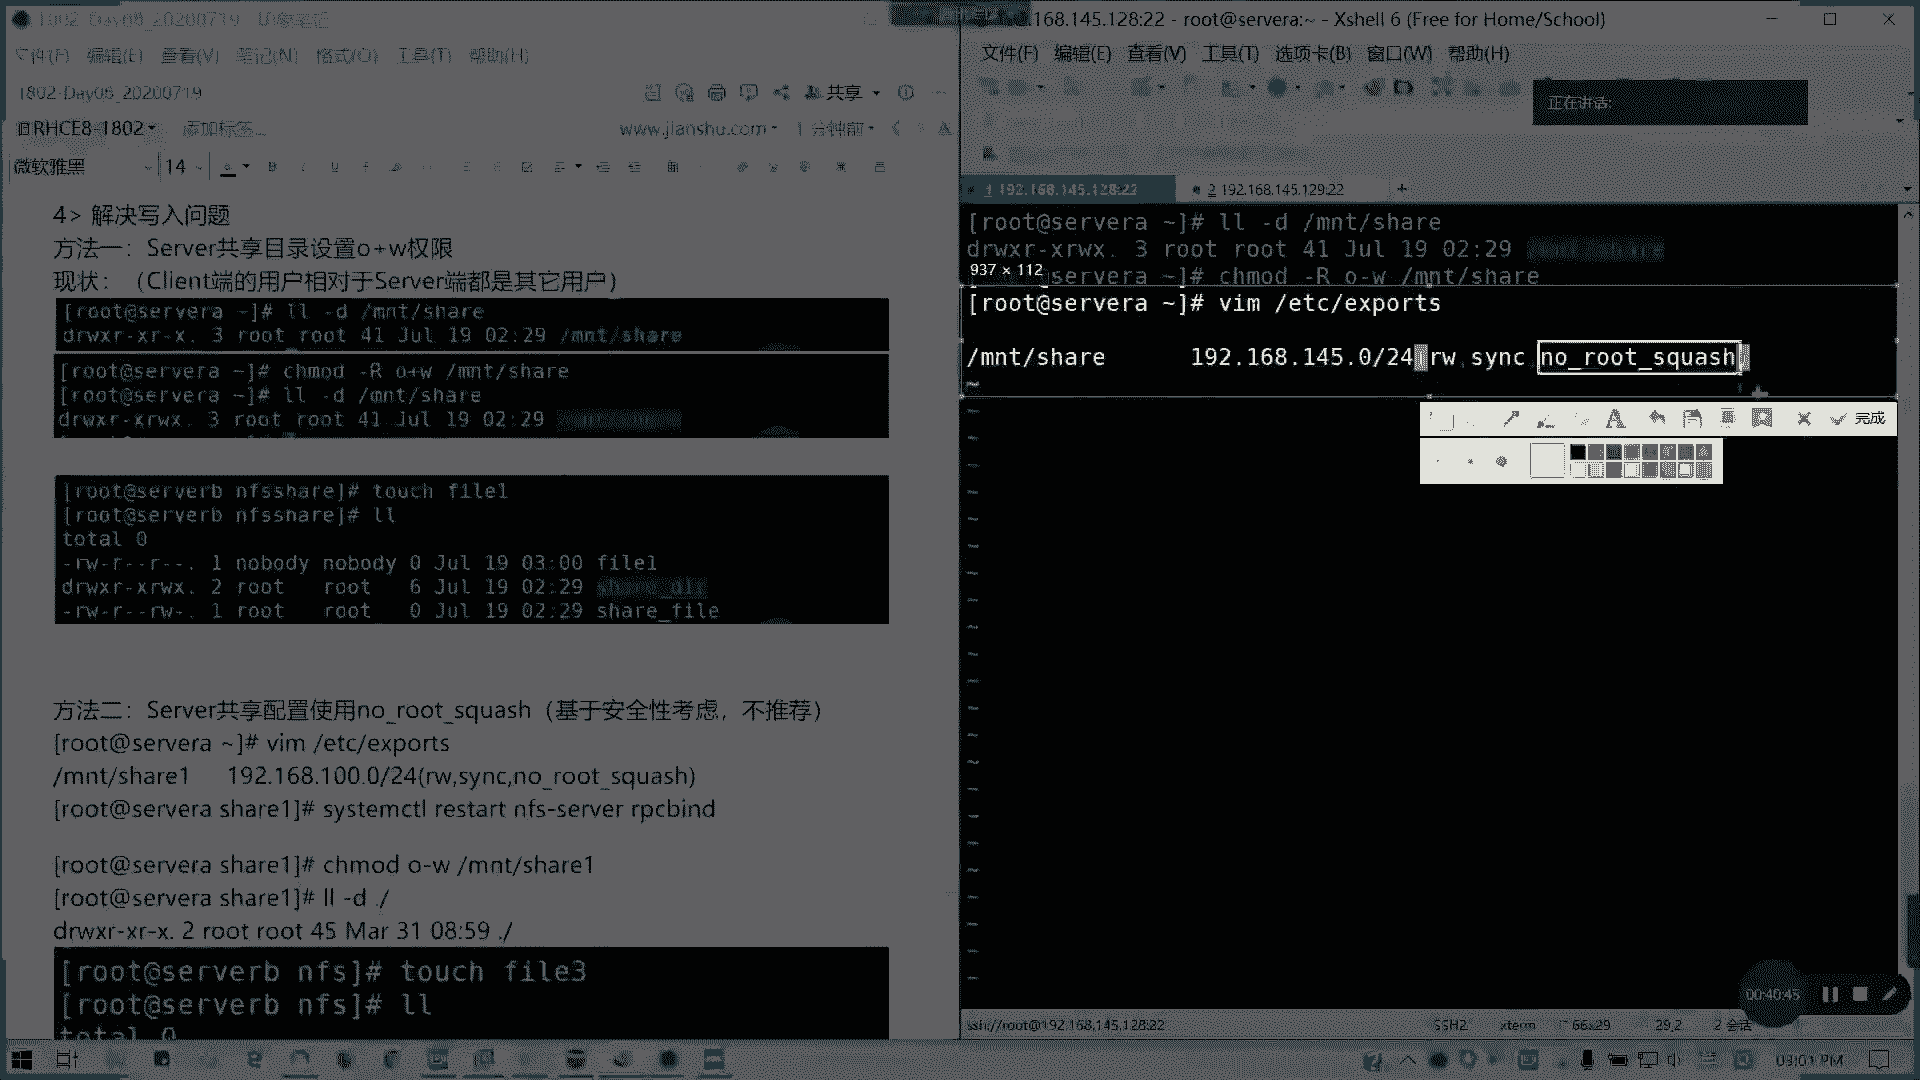 1802-Day08_20200719 - 印象笔记
文件(F) 编辑(E) 查看(V) 笔记(N) 格式(O) 工具(T) 帮助(H)
1802-Day08_20200719
共享
RHCE8-1802 添加标签...
www.jianshu.com 1 分钟前
微软雅黑 14
4> 解决写入问题
方法一：Server共享目录设置o+w权限
现状：（Client端的用户相对于Server端都是其它用户）
[root@servera ~]# ll -d /mnt/share
drwxr-xr-x. 3 root root 41 Jul 19 02:29 /mnt/share
[root@servera ~]# chmod -R o+w /mnt/share
[root@servera ~]# ll -d /mnt/share
drwxr-xrwx. 3 root root 41 Jul 19 02:29
[root@serverb nfsshare]# touch file1
[root@serverb nfsshare]# ll
total 0
-rw-r--r--. 1 nobody nobody 0 Jul 19 03:00 file1
drwxr-xrwx. 2 root root 6 Jul 19 02:29 share_dir
-rw-r--rw-. 1 root root 0 Jul 19 02:29 share_file
方法二：Server共享配置使用no_root_squash（基于安全性考虑，不推荐）
[root@servera ~]# vim /etc/exports
/mnt/share1 192.168.100.0/24(rw,sync,no_root_squash)
[root@servera share1]# systemctl restart nfs-server rpcbind
[root@servera share1]# chmod o-w /mnt/share1
[root@servera share1]# ll -d ./
drwxr-xr-x. 2 root root 45 Mar 31 08:59 ./
[root@serverb nfs]# touch file3
[root@serverb nfs]# ll
total 0
.168.145.128:22 - root@servera:~ - Xshell 6 (Free for Home/School)
文件(F) 编辑(E) 查看(V) 工具(T) 选项卡(B) 窗口(W) 帮助(H)
正在讲话:
1 192.168.145.128:22 2 192.168.145.129:22 +
[root@servera ~]# ll -d /mnt/share
drwxr-xrwx. 3 root root 41 Jul 19 02:29
937 × 112
@servera ~]# chmod -R o-w /mnt/share
[root@servera ~]# vim /etc/exports
/mnt/share 192.168.145.0/24(rw,sync,no_root_squash)
~
完成
00:40:45
ssh://root@192.168.145.128:22 SSH2 xterm 66x29 29,2 2 会话
03:01 PM